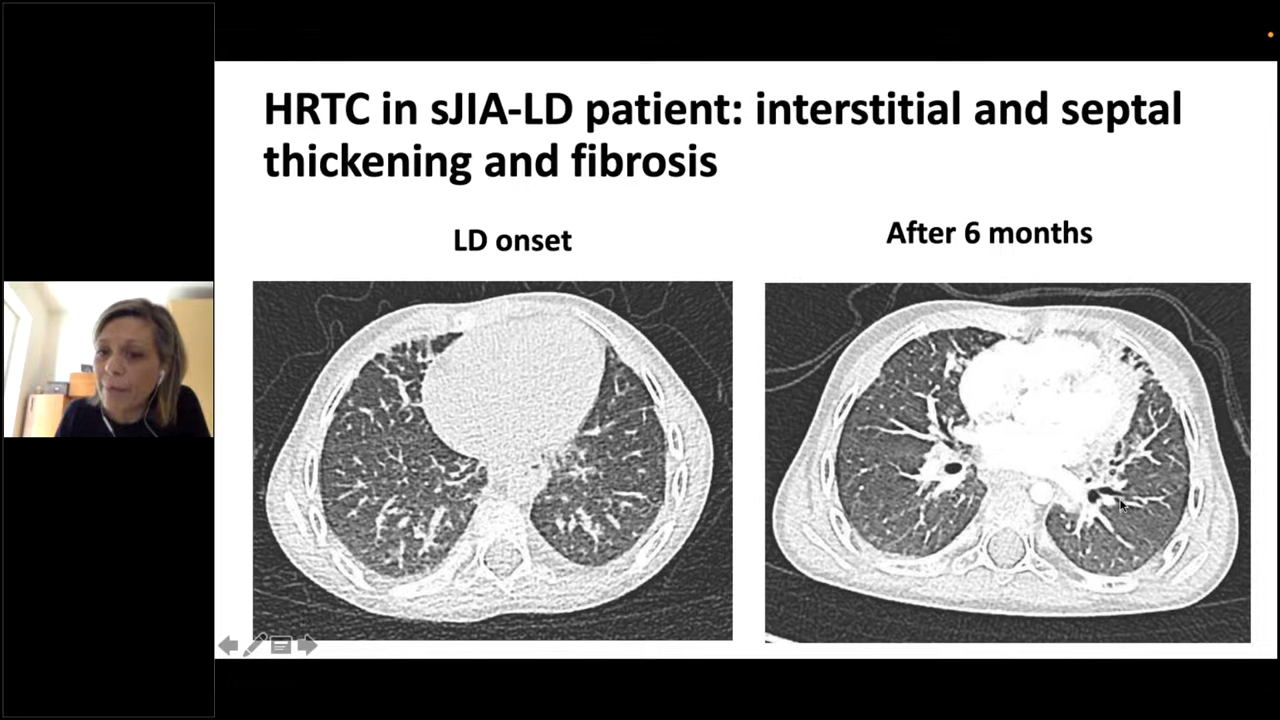 HRTC in sJIA-LD patient: interstitial and septal
thickening and fibrosis
LD onset
After 6 months